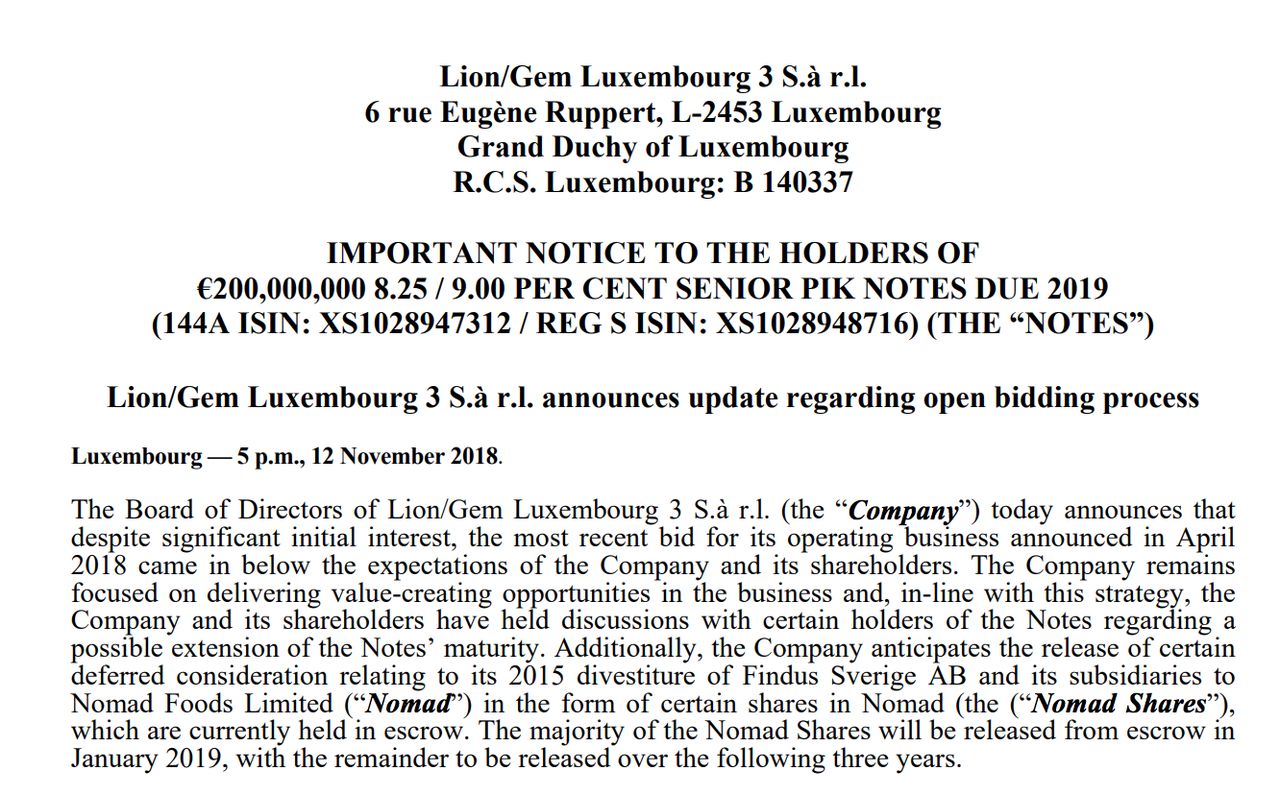 Lion/Gem Luxembourg 3 S.à r.l.
6 rue Eugène Ruppert, L-2453 Luxembourg
Grand Duchy of Luxembourg
R.C.S. Luxembourg: B 140337
IMPORTANT NOTICE TO THE HOLDERS OF
€200,000,000 8.25 / 9.00 PER CENT SENIOR PIK NOTES DUE 2019
(144A ISIN: XS1028947312 / REG S ISIN: XS1028948716) (THE “NOTES”)
Lion/Gem Luxembourg 3 S.à r.l. announces update regarding open bidding process
Luxembourg — 5 p.m., 12 November 2018.
The Board of Directors of Lion/Gem Luxembourg 3 S.à r.l. (the “Company”) today announces that
despite significant initial interest, the most recent bid for its operating business announced in April
2018 came in below the expectations of the Company and its shareholders. The Company remains
focused on delivering value-creating opportunities in the business and, in-line with this strategy, the
Company and its shareholders have held discussions with certain holders of the Notes regarding a
possible extension of the Notes’ maturity. Additionally, the Company anticipates the release of certain
deferred consideration relating to its 2015 divestiture of Findus Sverige AB and its subsidiaries to
Nomad Foods Limited (“Nomad”) in the form of certain shares in Nomad (the (“Nomad Shares”),
which are currently held in escrow. The majority of the Nomad Shares will be released from escrow in
January 2019, with the remainder to be released over the following three years.